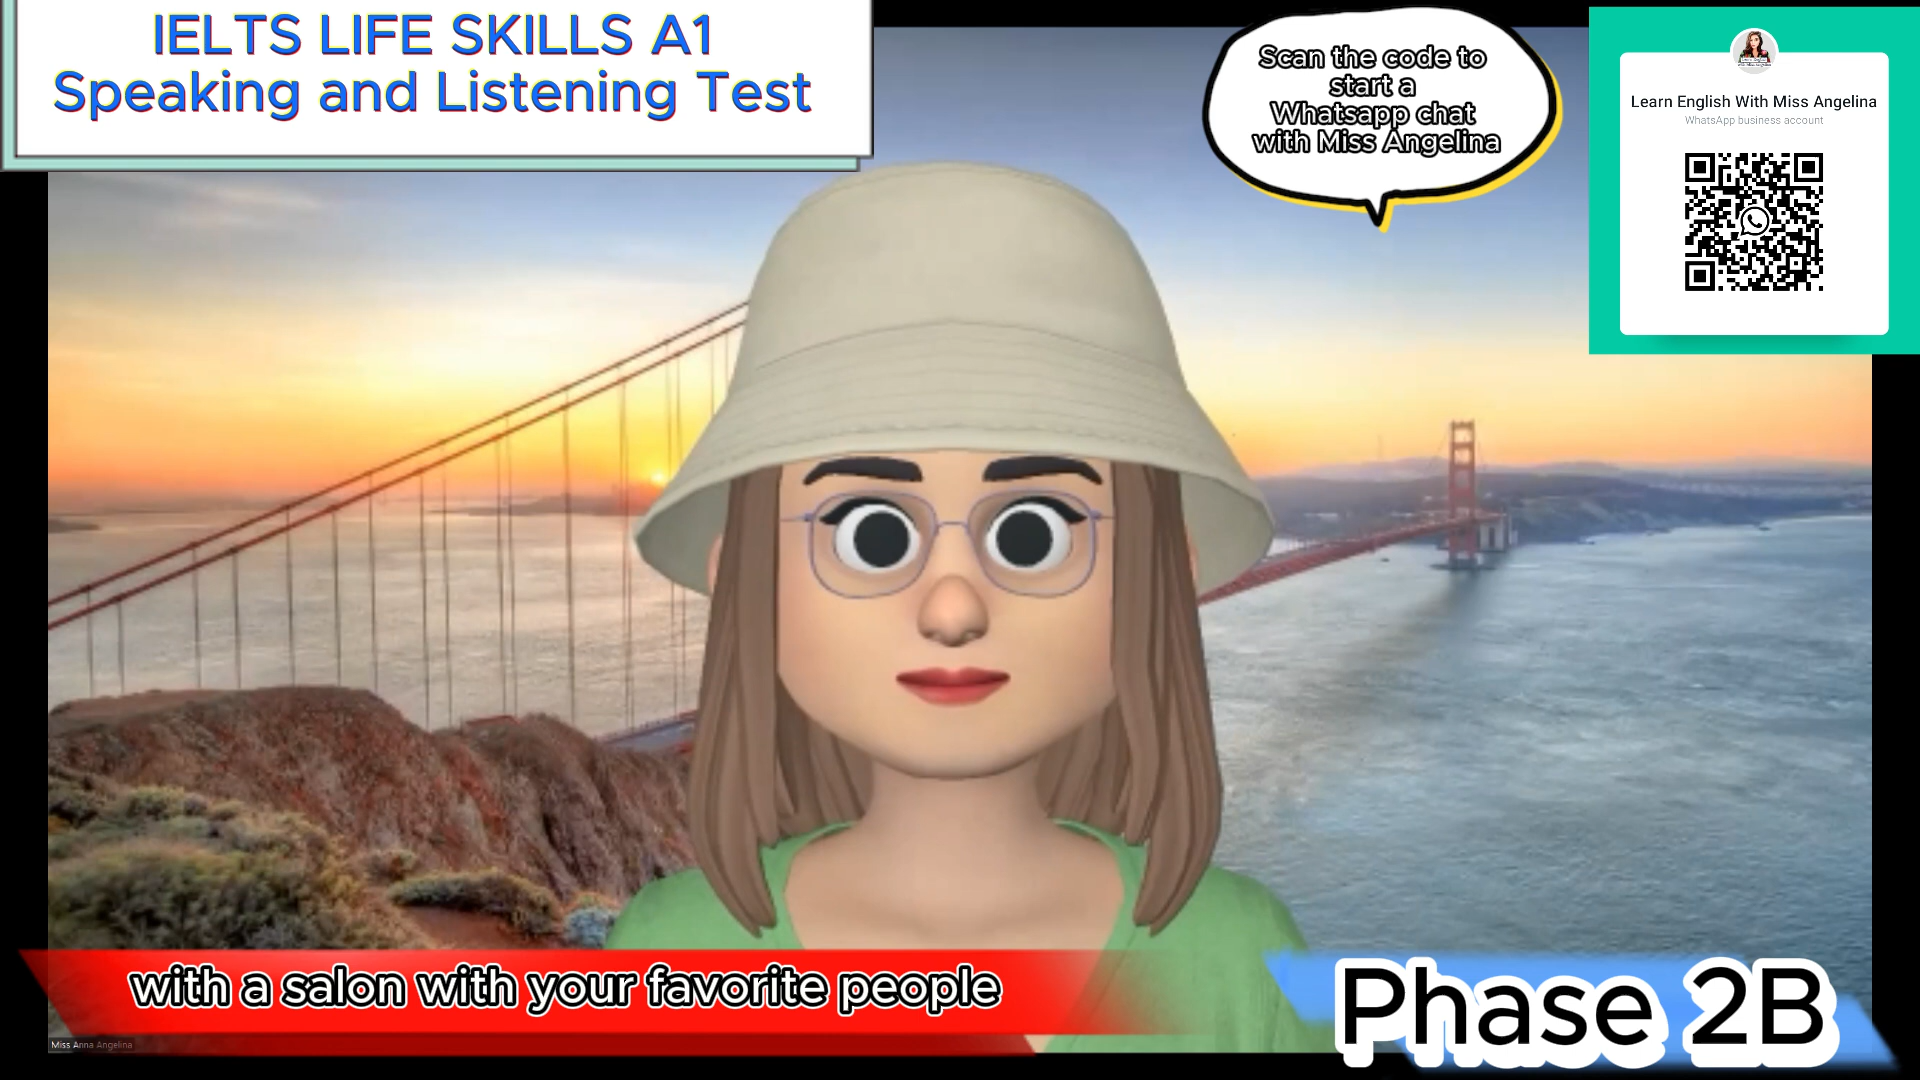 IELTS LIFE SKILLS A1
Speaking and Listening Test
Scan the code to
start a
Whatsapp chat
with Miss Angelina
Learn English With Miss Angelina
WhatsApp business account
with a salon with your favorite people
Phase 2B
Miss Anna Angelina